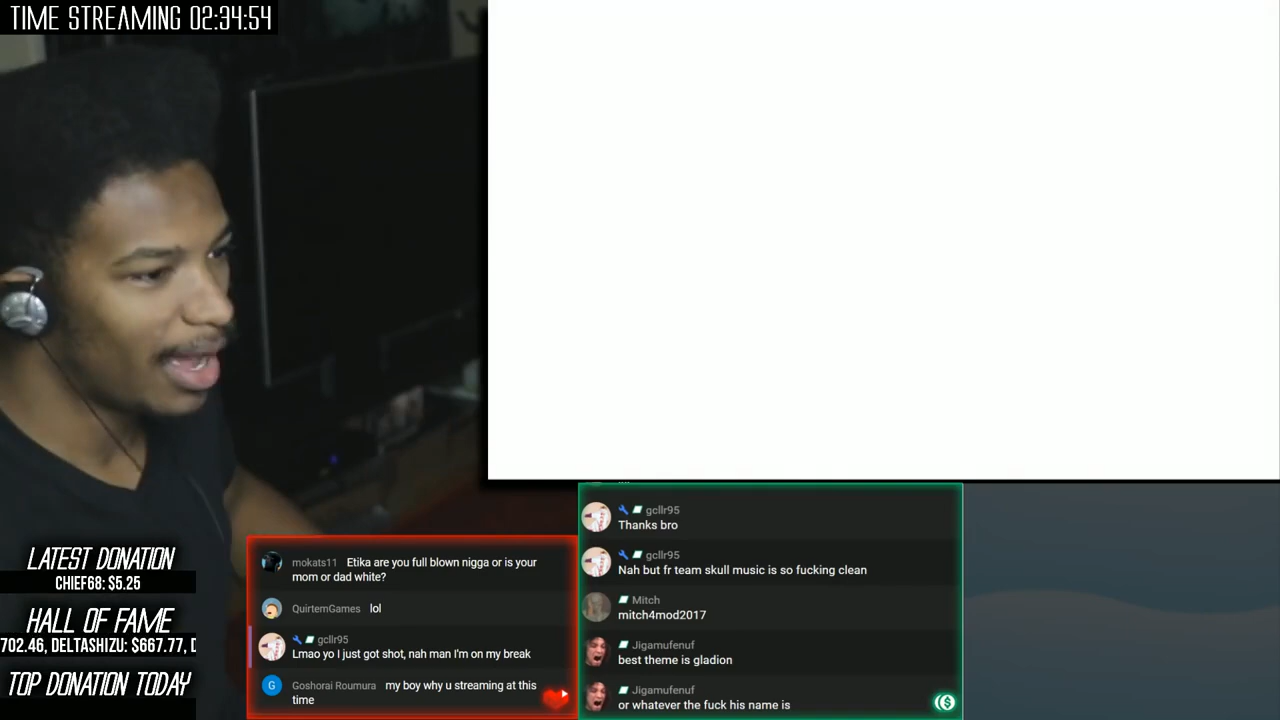 TIME STREAMING 02:34:54
LATEST DONATION
CHIEF68: $5.25
HALL OF FAME
702.46, DELTASHIZU: $667.77, D
TOP DONATION TODAY
mokats11 Etika are you full blown nigga or is your
mom or dad white?
QuirtemGames lol
gcllr95
Lmao yo I just got shot, nah man I'm on my break
G Goshorai Roumura my boy why u streaming at this
time
gcllr95
Thanks bro
gcllr95
Nah but fr team skull music is so fucking clean
Mitch
mitch4mod2017
Jigamufenuf
best theme is gladion
Jigamufenuf
or whatever the fuck his name is